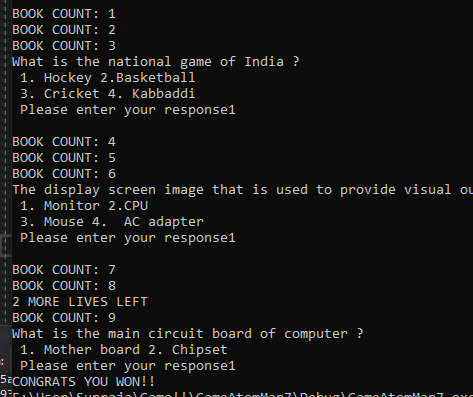 BOOK COUNT: 1
BOOK COUNT: 2
BOOK COUNT: 3
What is the national game of India ?
1. Hockey 2.Basketball
3. Cricket 4. Kabbaddi
Please enter your response1
BOOK COUNT: 4
BOOK COUNT: 5
BOOK COUNT: 6
The display screen image that is used to provide visual ou
1. Monitor 2.CPU
3. Mouse 4.  AC adapter
Please enter your response1
BOOK COUNT: 7
BOOK COUNT: 8
2 MORE LIVES LEFT
BOOK COUNT: 9
What is the main circuit board of computer ?
1. Mother board 2. Chipset
Please enter your response1
CONGRATS YOU WON!!